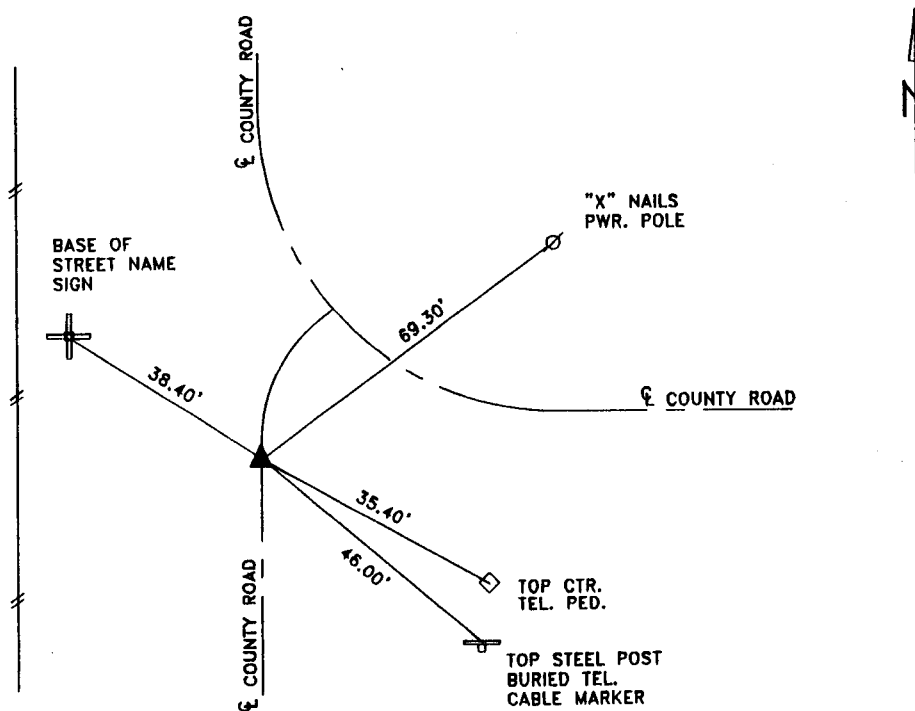 ℄ COUNTY ROAD
N
"X" NAILS
PWR. POLE
BASE OF
STREET NAME
SIGN
69.30'
38.40'
℄ COUNTY ROAD
35.40'
46.00'
℄ COUNTY ROAD
TOP CTR.
TEL. PED.
TOP STEEL POST
BURIED TEL.
CABLE MARKER